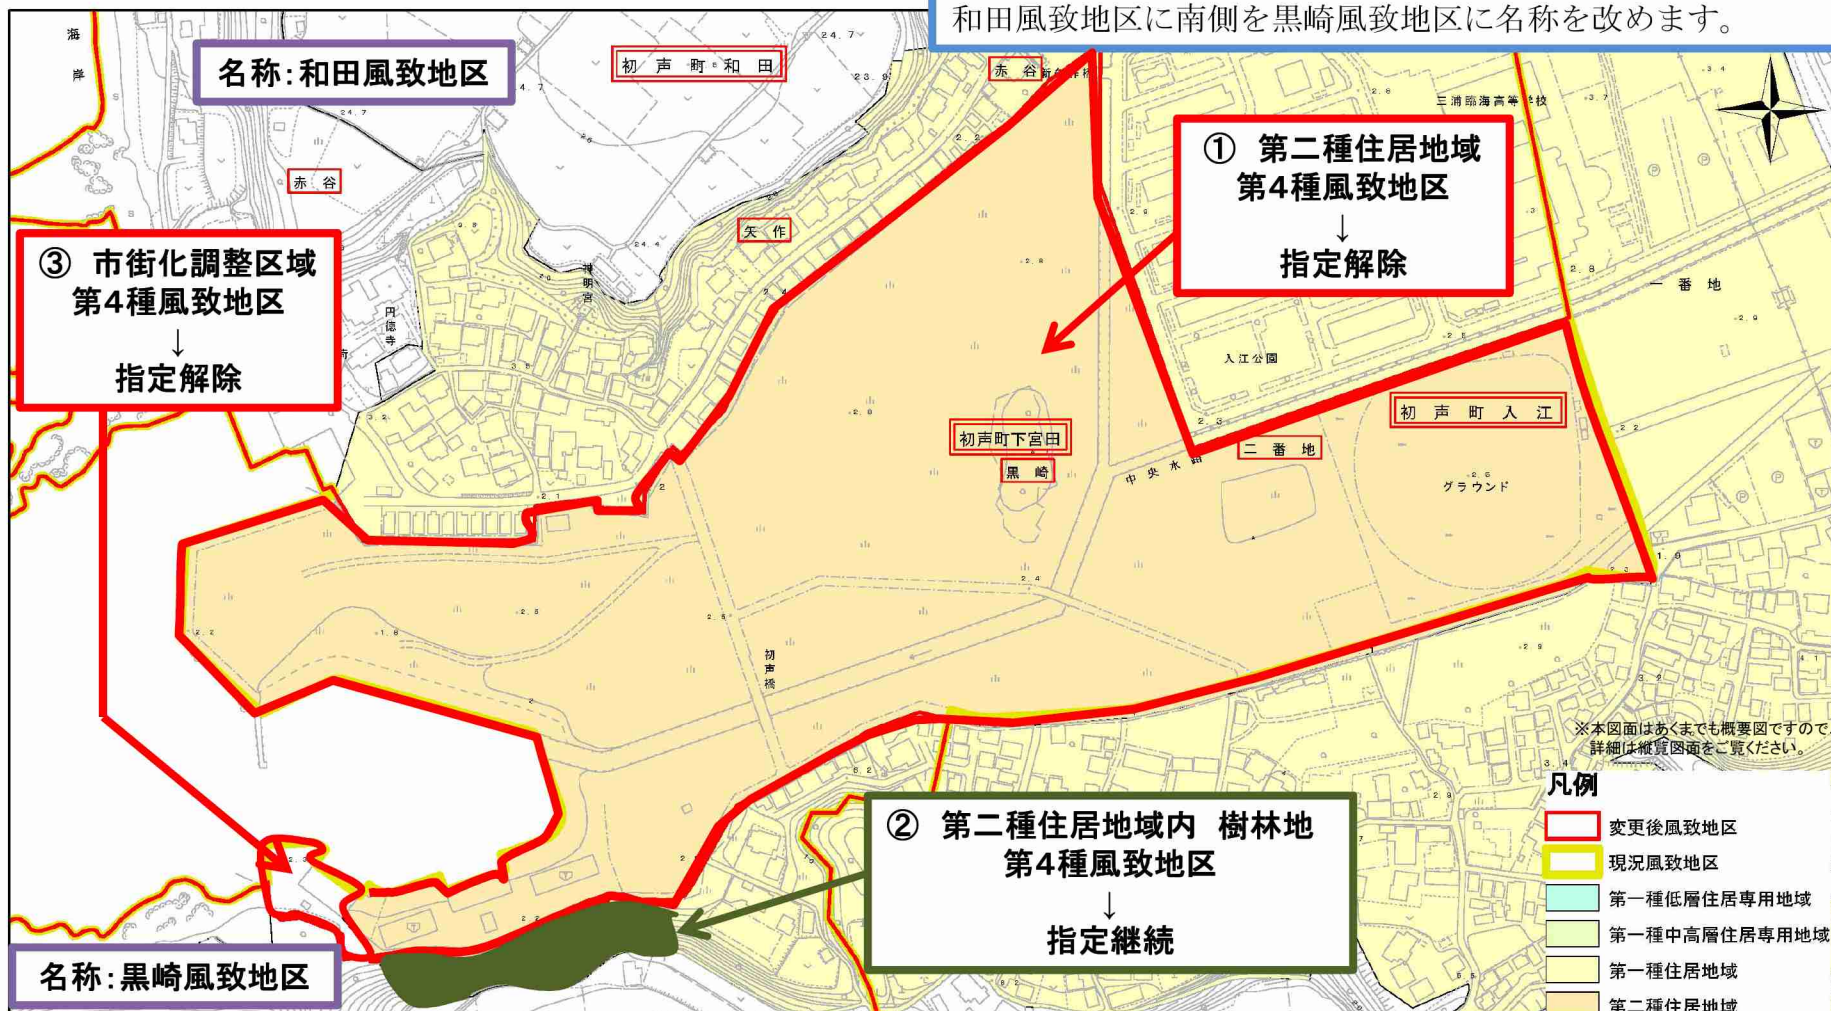 和田風致地区に南側を黒崎風致地区に名称を改めます。
名称:和田風致地区
初声町和田
赤谷
三浦臨海高等学校
海岸
赤谷
矢作
神明宮
円徳寺
① 第二種住居地域
第4種風致地区
↓
指定解除
③ 市街化調整区域
第4種風致地区
↓
指定解除
一番地
入江公園
初声町入江
初声町下宮田
黒崎
二番地
中央水路
グラウンド
初声橋
※本図面はあくまでも概要図ですので、
詳細は縦覧図面をご覧ください。
② 第二種住居地域内 樹林地
第4種風致地区
↓
指定継続
名称:黒崎風致地区
凡例
変更後風致地区
現況風致地区
第一種低層住居専用地域
第一種中高層住居専用地域
第一種住居地域
第二種住居地域